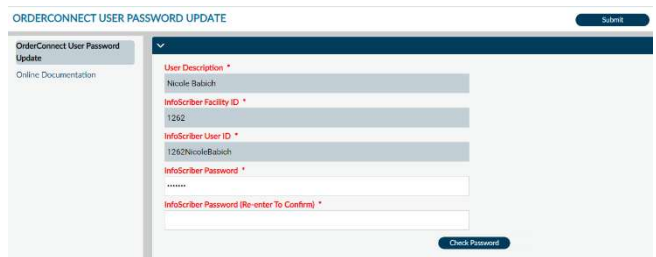 ORDERCONNECT USER PASSWORD UPDATE
Submit
OrderConnect User Password
Update
Online Documentation
User Description *
Nicole Babich
InfoScriber Facility ID *
1262
InfoScriber User ID *
1262NicoleBabich
InfoScriber Password *
•••••••
InfoScriber Password (Re-enter To Confirm) *
Check Password